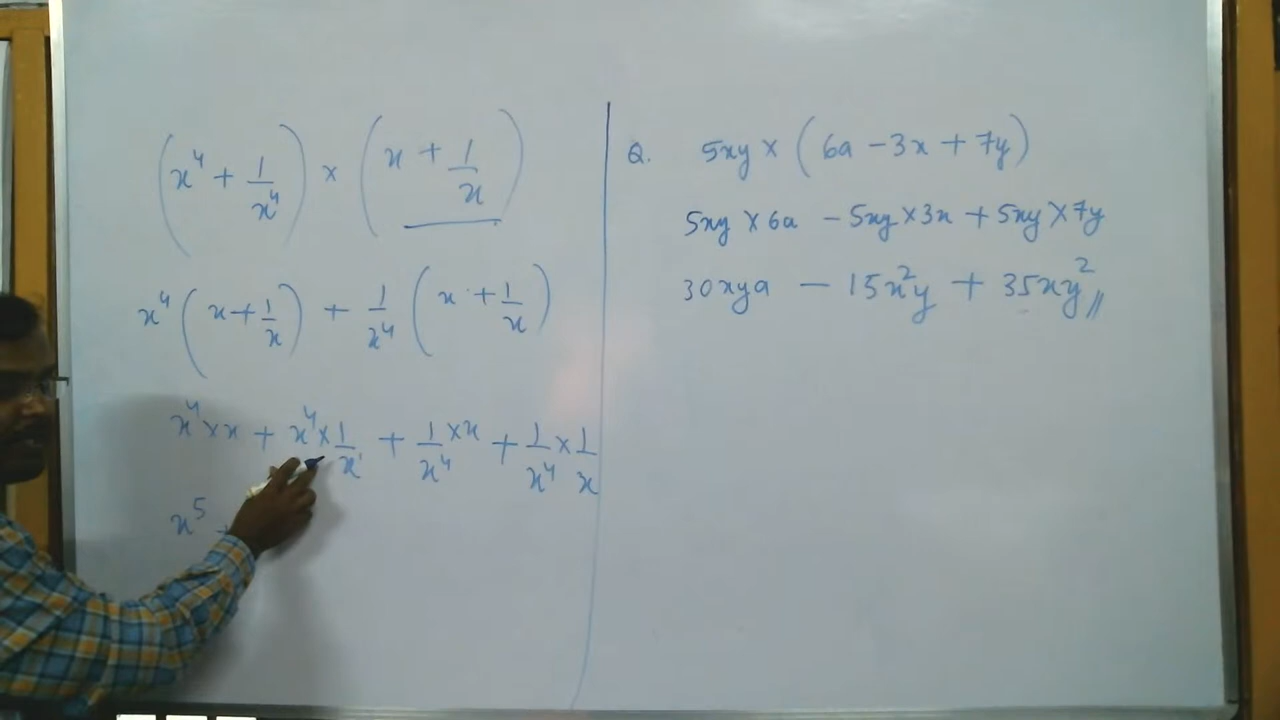 (x⁴ + 1/x⁴) × (x + 1/x)
x⁴ (x + 1/x) + 1/x⁴ (x + 1/x)
x⁴ × x + x⁴ × 1/x + 1/x⁴ × x + 1/x⁴ × 1/x
x⁵ +
Q. 5xy × (6a - 3x + 7y)
5xy × 6a - 5xy × 3x + 5xy × 7y
30xya - 15x²y + 35xy² //